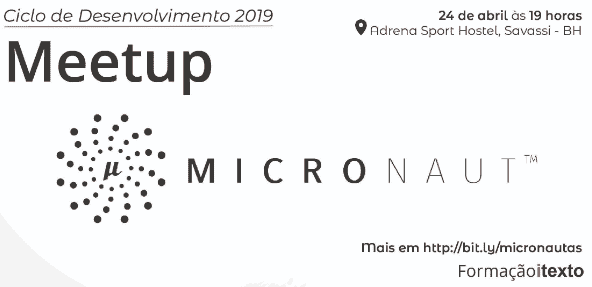 Ciclo de Desenvolvimento 2019
Meetup
24 de abril às 19 horas
Adrena Sport Hostel, Savassi - BH
μ
MICRONAUT™
Mais em http://bit.ly/micronautas
Formaçãoitexto